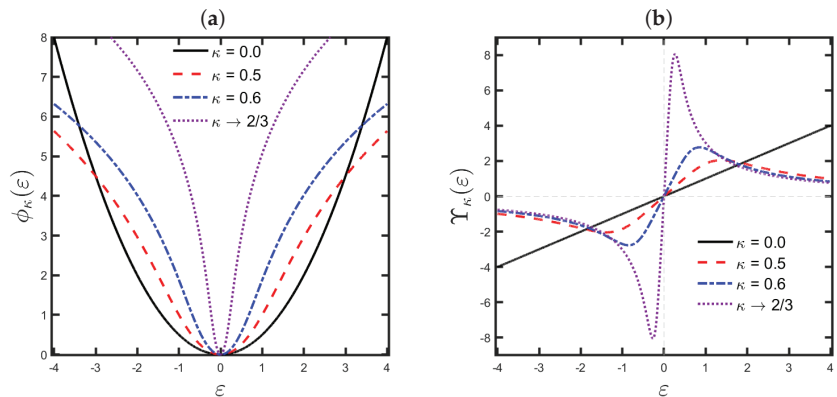 (a)
8
7
6
5
4
3
2
1
0
-4 -3 -2 -1 0 1 2 3 4
ε
ϕκ(ε)
κ = 0.0
κ = 0.5
κ = 0.6
κ → 2/3
(b)
8
6
4
2
0
-2
-4
-6
-8
-4 -3 -2 -1 0 1 2 3 4
ε
Υκ(ε)
κ = 0.0
κ = 0.5
κ = 0.6
κ → 2/3